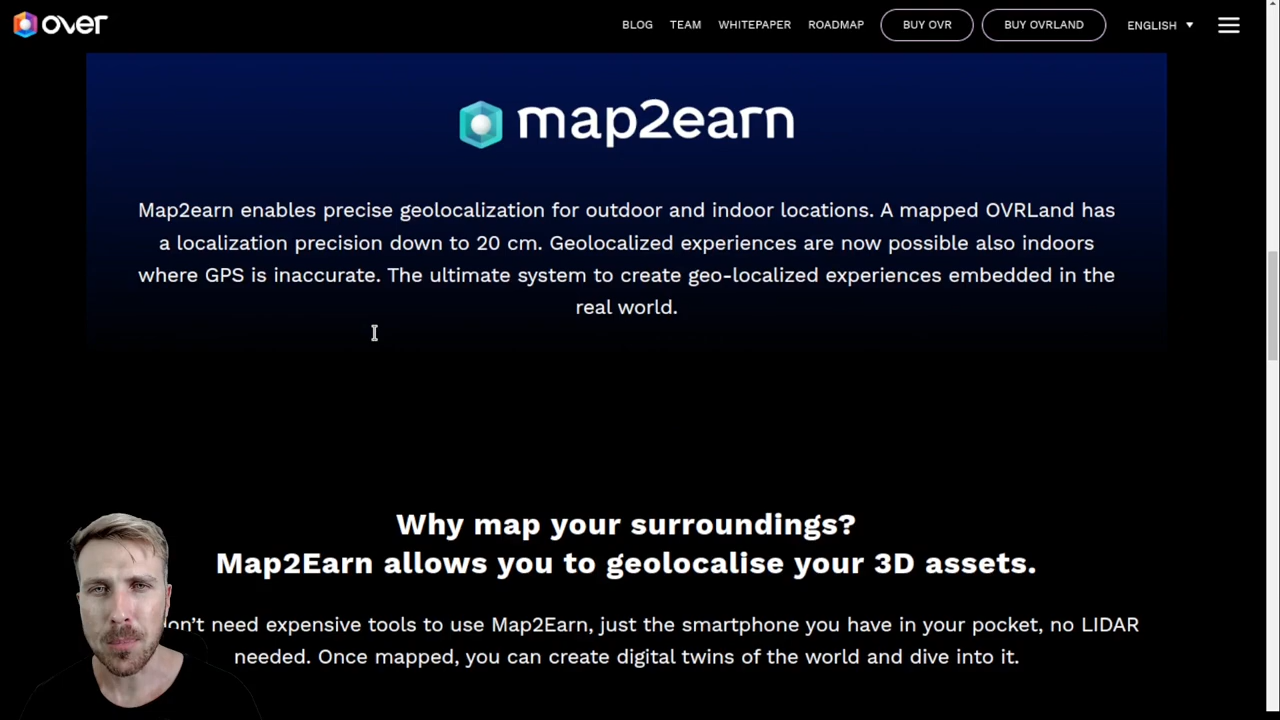 over
BLOG TEAM WHITEPAPER ROADMAP BUY OVR BUY OVRLAND ENGLISH
map2earn
Map2earn enables precise geolocalization for outdoor and indoor locations. A mapped OVRLand has
a localization precision down to 20 cm. Geolocalized experiences are now possible also indoors
where GPS is inaccurate. The ultimate system to create geo-localized experiences embedded in the
real world.
Why map your surroundings?
Map2Earn allows you to geolocalise your 3D assets.
on’t need expensive tools to use Map2Earn, just the smartphone you have in your pocket, no LIDAR
needed. Once mapped, you can create digital twins of the world and dive into it.